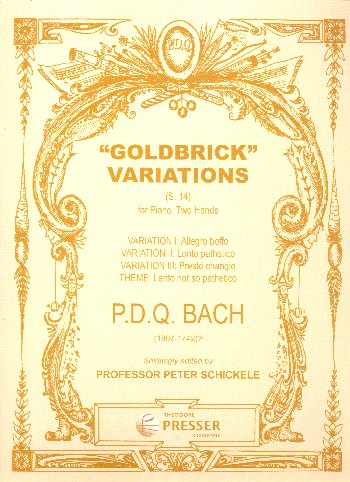 P.D.Q.
"GOLDBRICK"
VARIATIONS
(S. 14)
for Piano, Two Hands
VARIATION I: Allegro boffo
VARIATION II: Lento pathetico
VARIATION III: Presto changio
THEME: Lento not so pathetico
P.D.Q. BACH
(1807-1742)?
Shirkingly edited by
PROFESSOR PETER SCHICKELE
THEODORE
PRESSER
COMPANY